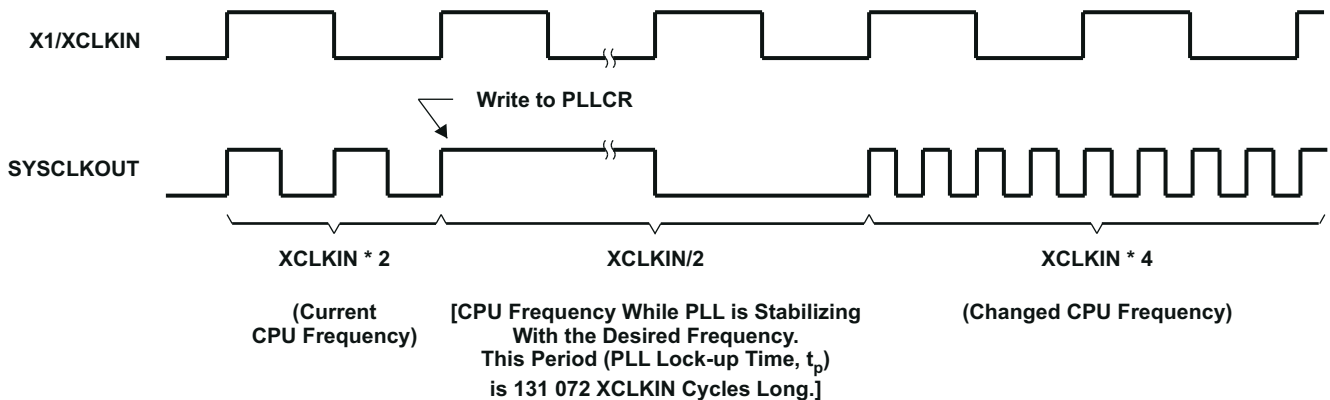 X1/XCLKIN
Write to PLLCR
SYSCLKOUT
XCLKIN * 2
XCLKIN/2
XCLKIN * 4
(Current
CPU Frequency)
[CPU Frequency While PLL is Stabilizing
With the Desired Frequency.
This Period (PLL Lock-up Time, tp)
is 131 072 XCLKIN Cycles Long.]
(Changed CPU Frequency)